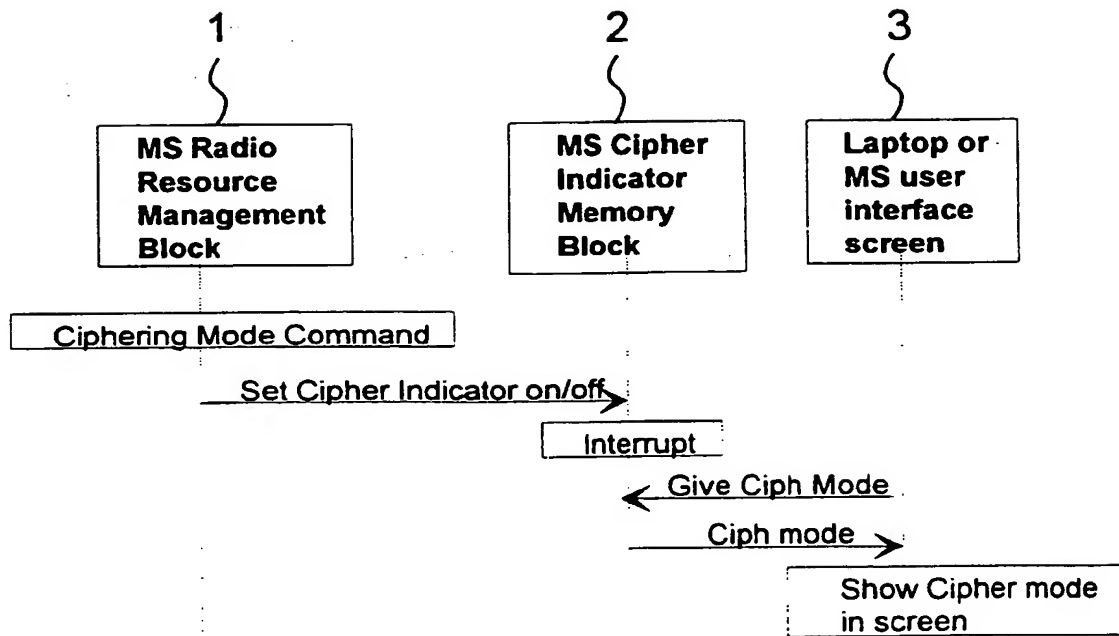 1
2
3
MS Radio
Resource
Management
Block
MS Cipher
Indicator
Memory
Block
Laptop or
MS user
interface
screen
Ciphering Mode Command
Set Cipher Indicator on/off
Interrupt
Give Ciph Mode
Ciph mode
Show Cipher mode
in screen